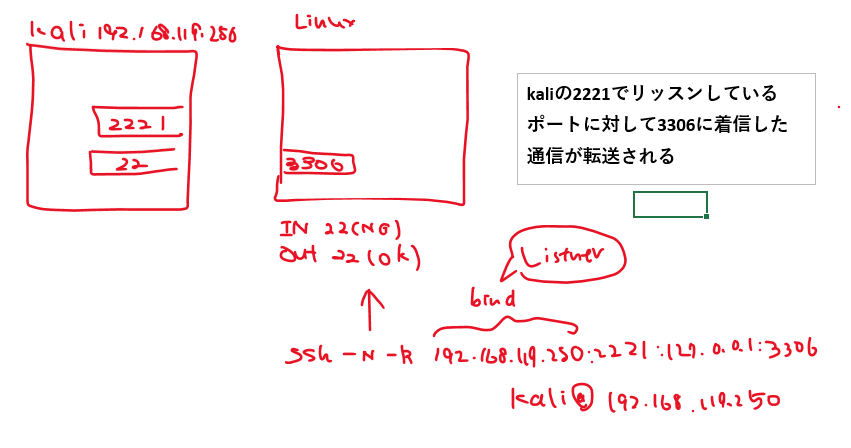 kali 192.168.119.250
Linux
2221
22
3306
kaliの2221でリッスンしている
ポートに対して3306に着信した
通信が転送される
IN 22(NG)
out 22(ok)
Listner
bind
ssh -N -R 192.168.119.250:2221:127.0.0.1:3306
kali@192.168.119.250